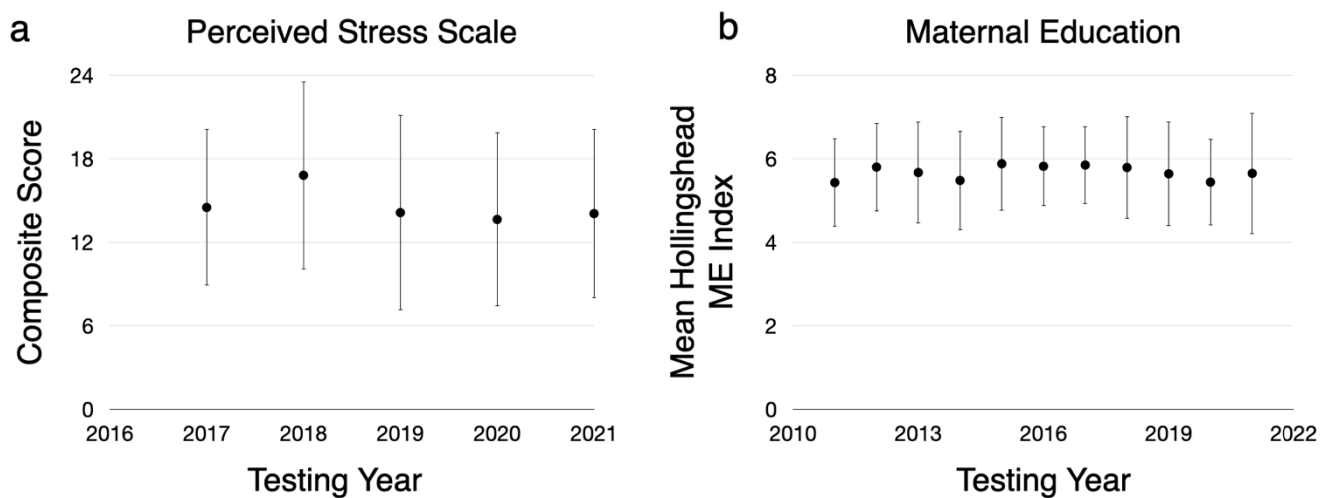 a
Perceived Stress Scale
24
18
12
6
0
Composite Score
2016 2017 2018 2019 2020 2021
Testing Year
b
Maternal Education
8
6
4
2
0
Mean Hollingshead
ME Index
2010 2013 2016 2019 2022
Testing Year